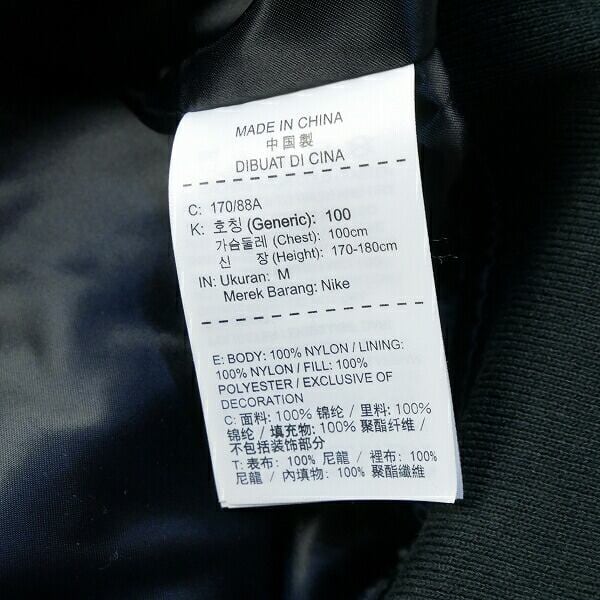 MADE IN CHINA
中国製
DIBUAT DI CINA
C: 170/88A
K: 호칭 (Generic): 100
가슴둘레 (Chest): 100cm
신 장 (Height): 170-180cm
IN: Ukuran: M
Merek Barang: Nike
E: BODY: 100% NYLON / LINING:
100% NYLON / FILL: 100%
POLYESTER / EXCLUSIVE OF
DECORATION
C: 面料: 100% 锦纶 / 里料: 100%
锦纶 / 填充物: 100% 聚酯纤维 /
不包括装饰部分
T: 表布: 100% 尼龍 / 裡布: 100%
尼龍 / 內填物: 100% 聚酯纖維